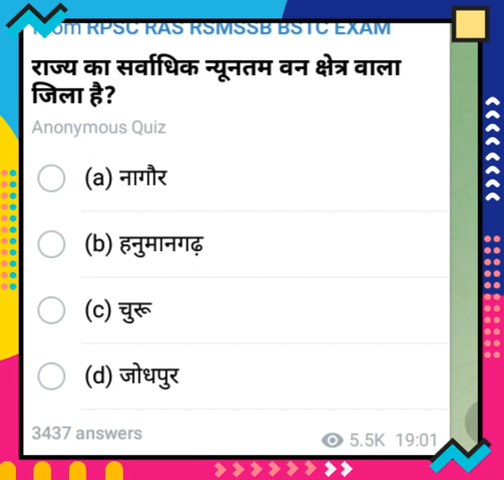 om RPSC RAS RSMSSB BSTC EXAM
राज्य का सर्वाधिक न्यूनतम वन क्षेत्र वाला
जिला है?
Anonymous Quiz
(a) नागौर
(b) हनुमानगढ़
(c) चुरू
(d) जोधपुर
3437 answers
5.5K 19:01